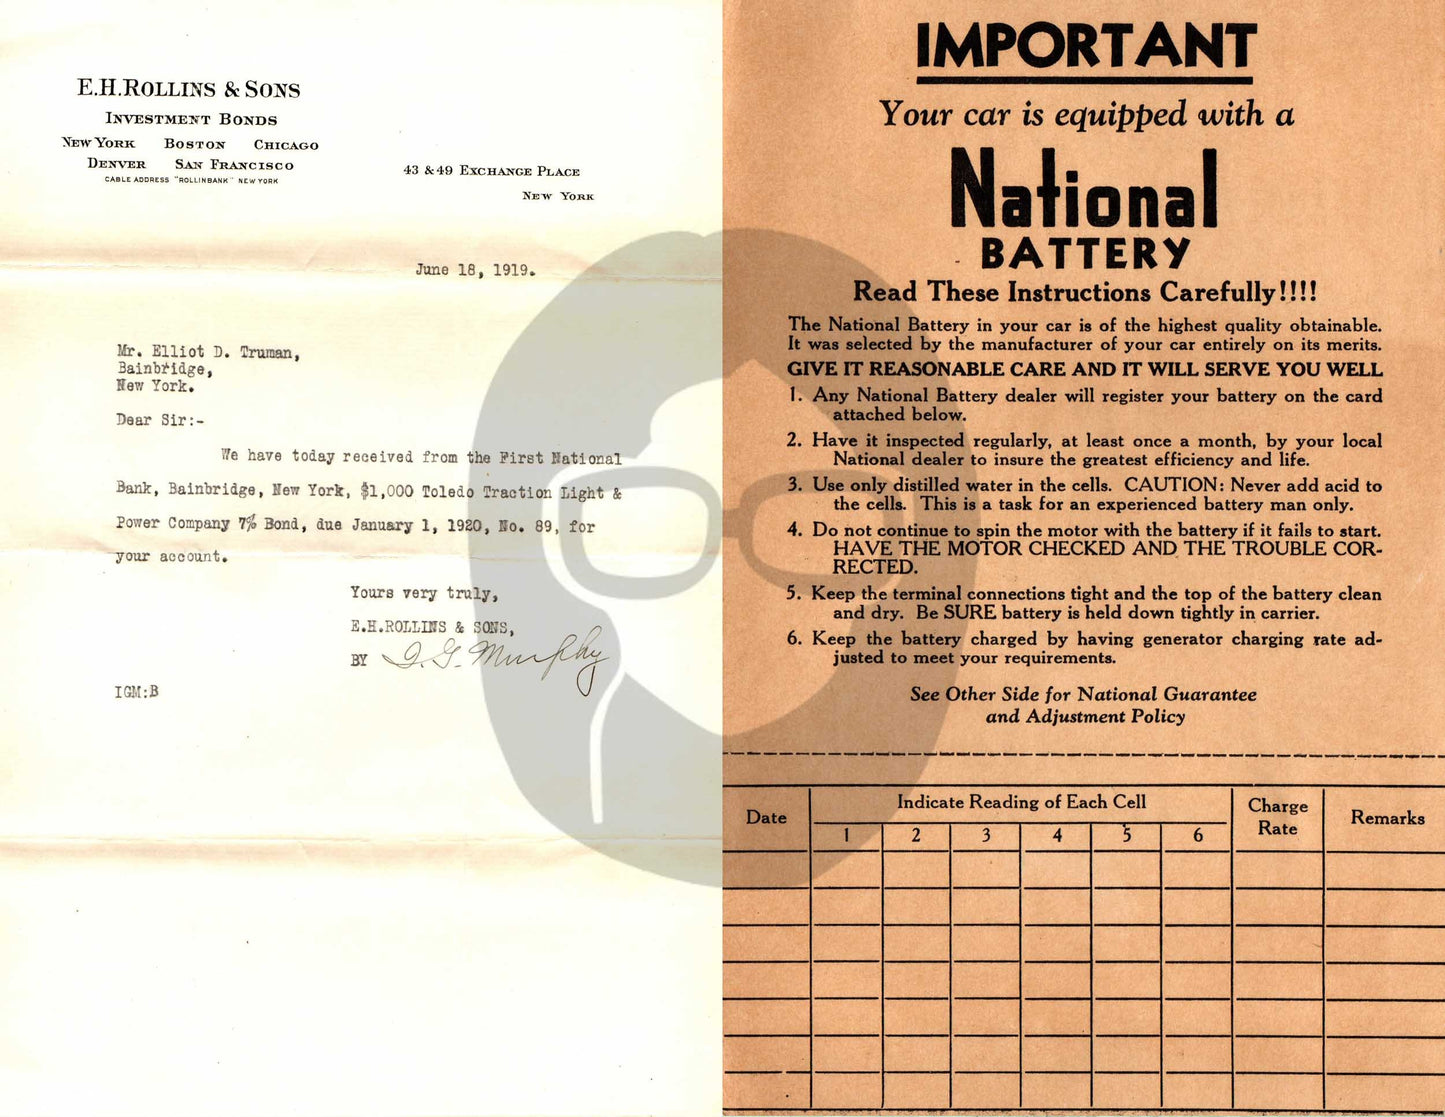 E.H.ROLLINS & SONS
INVESTMENT BONDS
NEW YORK BOSTON CHICAGO
DENVER SAN FRANCISCO
CABLE ADDRESS "ROLLINBANK" NEW YORK
43 & 49 EXCHANGE PLACE
NEW YORK
June 18, 1919.
Mr. Elliot D. Truman,
Bainbridge,
New York.
Dear Sir:-
We have today received from the First National
Bank, Bainbridge, New York, $1,000 Toledo Traction Light &
Power Company 7% Bond, due January 1, 1920, No. 89, for
your account.
Yours very truly,
E.H.ROLLINS & SONS,
BY I. G. Murphy
IGM:B
IMPORTANT
Your car is equipped with a
National
BATTERY
Read These Instructions Carefully!!!!
The National Battery in your car is of the highest quality obtainable.
It was selected by the manufacturer of your car entirely on its merits.
GIVE IT REASONABLE CARE AND IT WILL SERVE YOU WELL
1. Any National Battery dealer will register your battery on the card
attached below.
2. Have it inspected regularly, at least once a month, by your local
National dealer to insure the greatest efficiency and life.
3. Use only distilled water in the cells. CAUTION: Never add acid to
the cells. This is a task for an experienced battery man only.
4. Do not continue to spin the motor with the battery if it fails to start.
HAVE THE MOTOR CHECKED AND THE TROUBLE COR-
RECTED.
5. Keep the terminal connections tight and the top of the battery clean
and dry. Be SURE battery is held down tightly in carrier.
6. Keep the battery charged by having generator charging rate ad-
justed to meet your requirements.
See Other Side for National Guarantee
and Adjustment Policy
Date Indicate Reading of Each Cell Charge Rate Remarks
1 2 3 4 5 6